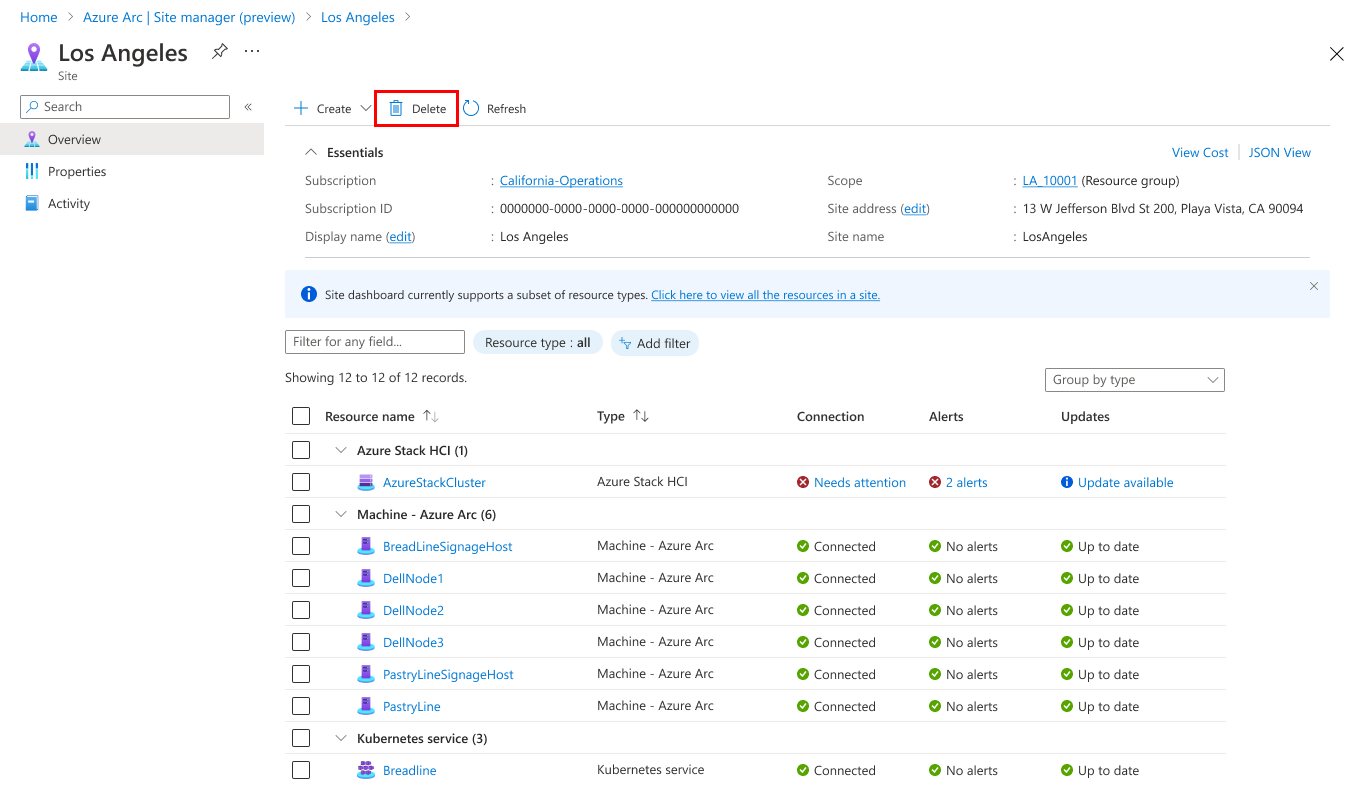 Home > Azure Arc | Site manager (preview) > Los Angeles >
Los Angeles ...
Site
Search «
Overview
Properties
Activity
Create Delete Refresh
Essentials View Cost JSON View
Subscription : California-Operations Scope : LA_10001 (Resource group)
Subscription ID : 0000000-0000-0000-0000-000000000000 Site address (edit) : 13 W Jefferson Blvd St 200, Playa Vista, CA 90094
Display name (edit) : Los Angeles Site name : LosAngeles
Site dashboard currently supports a subset of resource types. Click here to view all the resources in a site.
Filter for any field... Resource type : all Add filter
Showing 12 to 12 of 12 records.
Group by type
Resource name Type Connection Alerts Updates
Azure Stack HCI (1)
AzureStackCluster Azure Stack HCI Needs attention 2 alerts Update available
Machine - Azure Arc (6)
BreadLineSignageHost Machine - Azure Arc Connected No alerts Up to date
DellNode1 Machine - Azure Arc Connected No alerts Up to date
DellNode2 Machine - Azure Arc Connected No alerts Up to date
DellNode3 Machine - Azure Arc Connected No alerts Up to date
PastryLineSignageHost Machine - Azure Arc Connected No alerts Up to date
PastryLine Machine - Azure Arc Connected No alerts Up to date
Kubernetes service (3)
Breadline Kubernetes service Connected No alerts Up to date